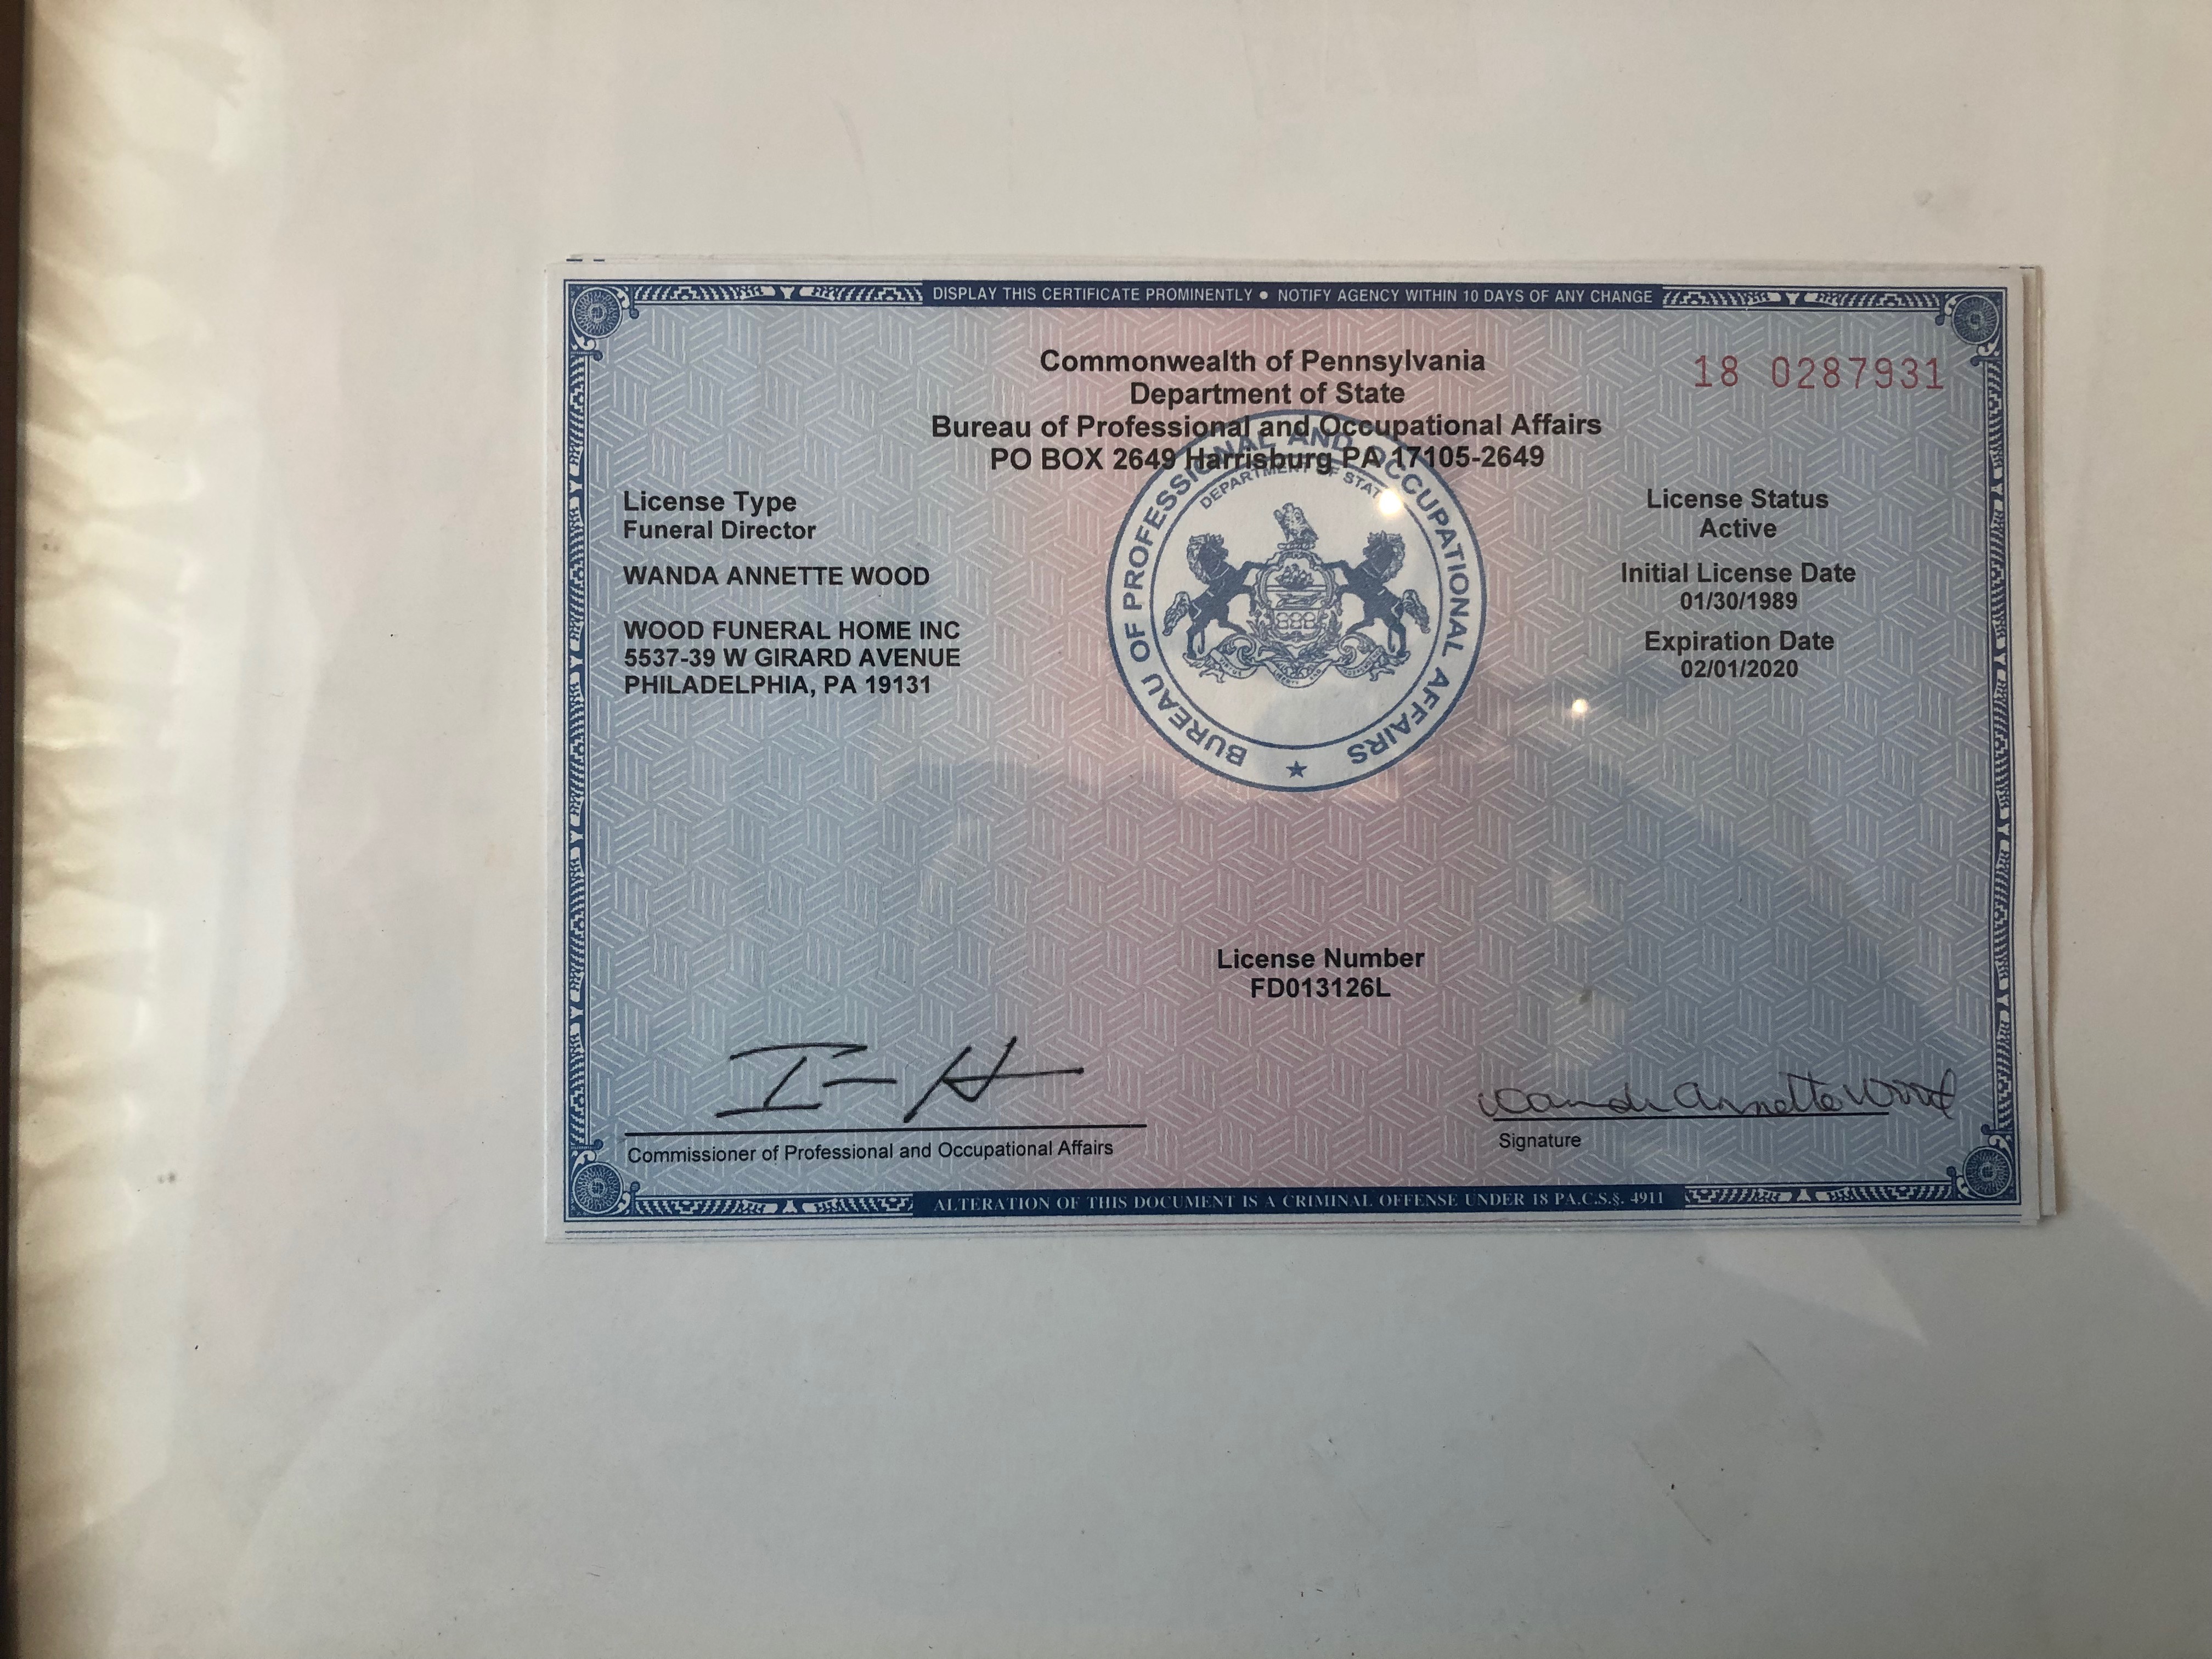 DISPLAY THIS CERTIFICATE PROMINENTLY • NOTIFY AGENCY WITHIN 10 DAYS OF ANY CHANGE
Commonwealth of Pennsylvania
Department of State
Bureau of Professional and Occupational Affairs
PO BOX 2649 Harrisburg PA 17105-2649
18 0287931
BUREAU OF PROFESSIONAL AND OCCUPATIONAL AFFAIRS
DEPARTMENT OF STATE
License Type
Funeral Director
WANDA ANNETTE WOOD
WOOD FUNERAL HOME INC
5537-39 W GIRARD AVENUE
PHILADELPHIA, PA 19131
License Status
Active
Initial License Date
01/30/1989
Expiration Date
02/01/2020
License Number
FD013126L
Commissioner of Professional and Occupational Affairs
Wanda Annette Wood
Signature
ALTERATION OF THIS DOCUMENT IS A CRIMINAL OFFENSE UNDER 18 PA.C.S.§. 4911